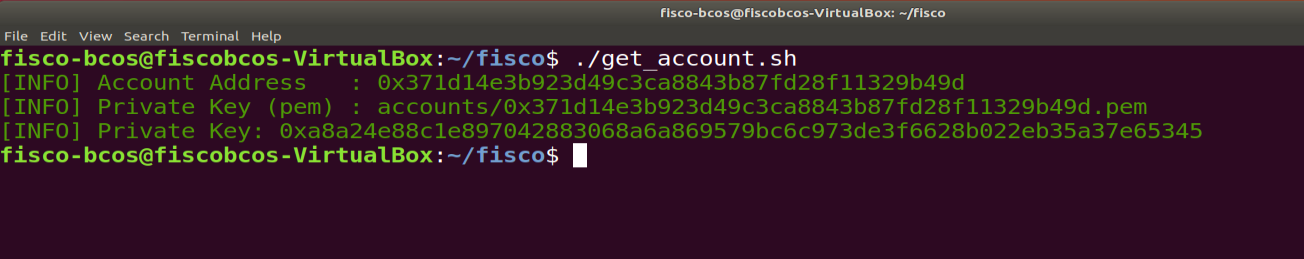 fisco-bcos@fiscobcos-VirtualBox: ~/fisco
File Edit View Search Terminal Help
fisco-bcos@fiscobcos-VirtualBox:~/fisco$ ./get_account.sh
[INFO] Account Address   : 0x371d14e3b923d49c3ca8843b87fd28f11329b49d
[INFO] Private Key (pem) : accounts/0x371d14e3b923d49c3ca8843b87fd28f11329b49d.pem
[INFO] Private Key: 0xa8a24e88c1e897042883068a6a869579bc6c973de3f6628b022eb35a37e65345
fisco-bcos@fiscobcos-VirtualBox:~/fisco$